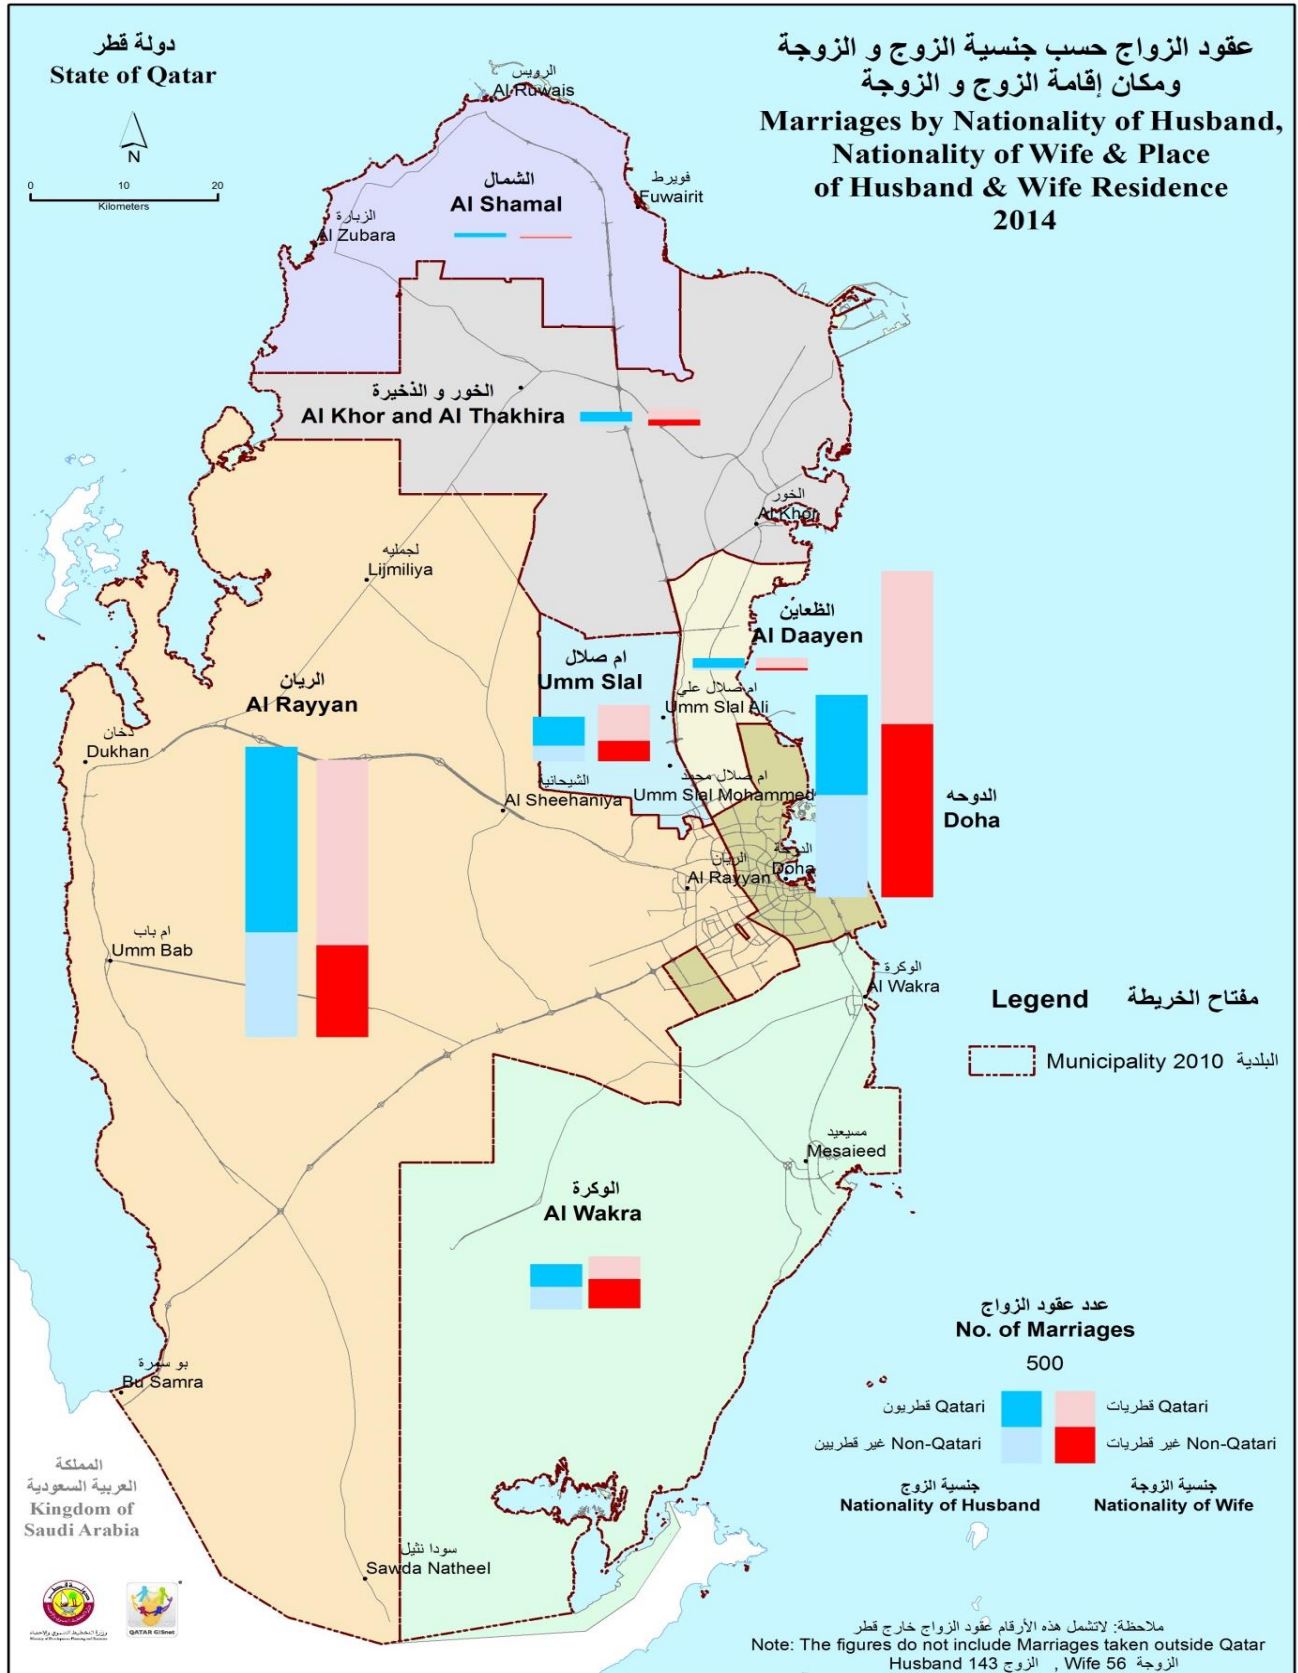 دولة قطر
State of Qatar
N
0 10 20
Kilometers
عقود الزواج حسب جنسية الزوج و الزوجة
ومكان إقامة الزوج و الزوجة
Marriages by Nationality of Husband,
Nationality of Wife & Place
of Husband & Wife Residence
2014
الرويس
Al Ruwais
الشمال
Al Shamal
فويرط
Fuwairit
الزبارة
Al Zubara
الخور و الذخيرة
Al Khor and Al Thakhira
الخور
Al Khor
لجمليه
Lijmiliya
الظعاين
Al Daayen
ام صلال
Umm Slal
ام صلال علي
Umm Slal Ali
الريان
Al Rayyan
دخان
Dukhan
الشيحانية
Al Sheehaniya
ام صلال محمد
Umm Slal Mohammed
الدوحه
Doha
الدوحة
Doha
الريان
Al Rayyan
ام باب
Umm Bab
الوكرة
Al Wakra
Legend مفتاح الخريطة
Municipality 2010 البلدية
مسيعيد
Mesaieed
الوكرة
Al Wakra
عدد عقود الزواج
No. of Marriages
500
قطريون Qatari قطريات Qatari
غير قطريين Non-Qatari غير قطريات Non-Qatari
جنسية الزوج جنسية الزوجة
Nationality of Husband Nationality of Wife
بو سمرة
Bu Samra
المملكة
العربية السعودية
Kingdom of
Saudi Arabia
سودا نثيل
Sawda Natheel
QATAR GISnet
ملاحظة: لاتشمل هذه الأرقام عقود الزواج خارج قطر
Note: The figures do not include Marriages taken outside Qatar
Husband 143 الزوج , Wife 56 الزوجة